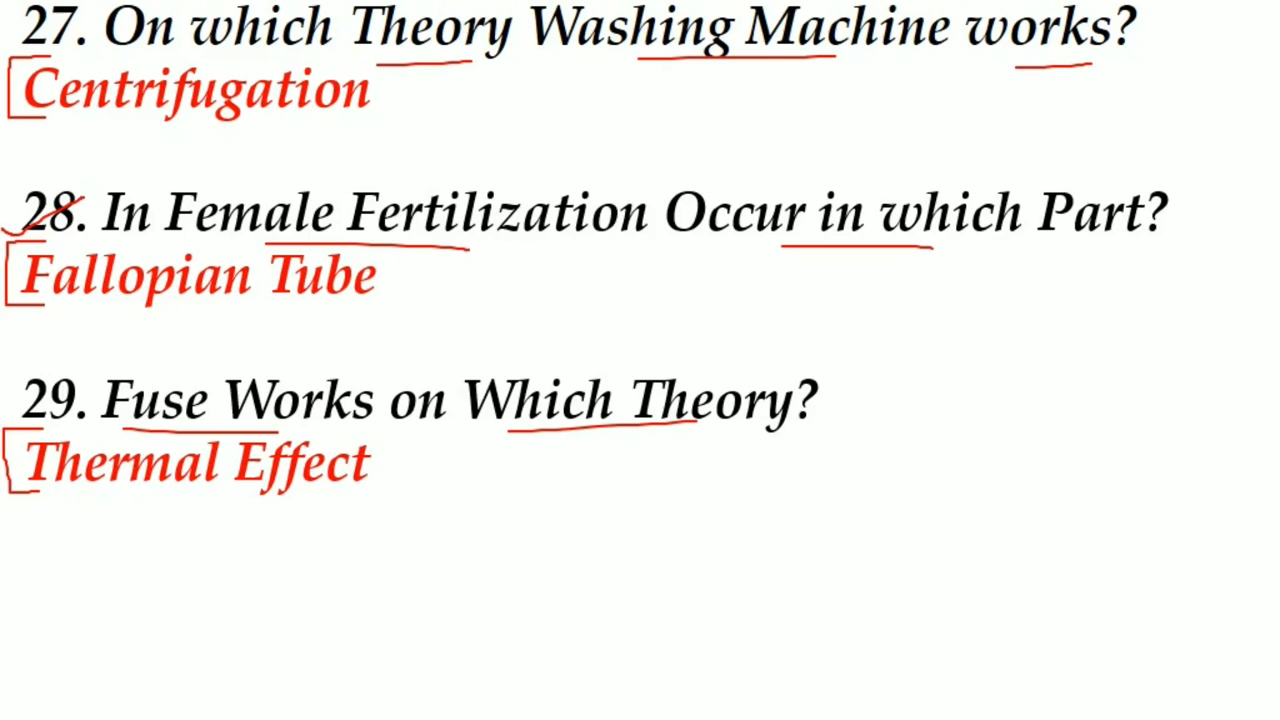 27. On which Theory Washing Machine works?
Centrifugation
28. In Female Fertilization Occur in which Part?
Fallopian Tube
29. Fuse Works on Which Theory?
Thermal Effect